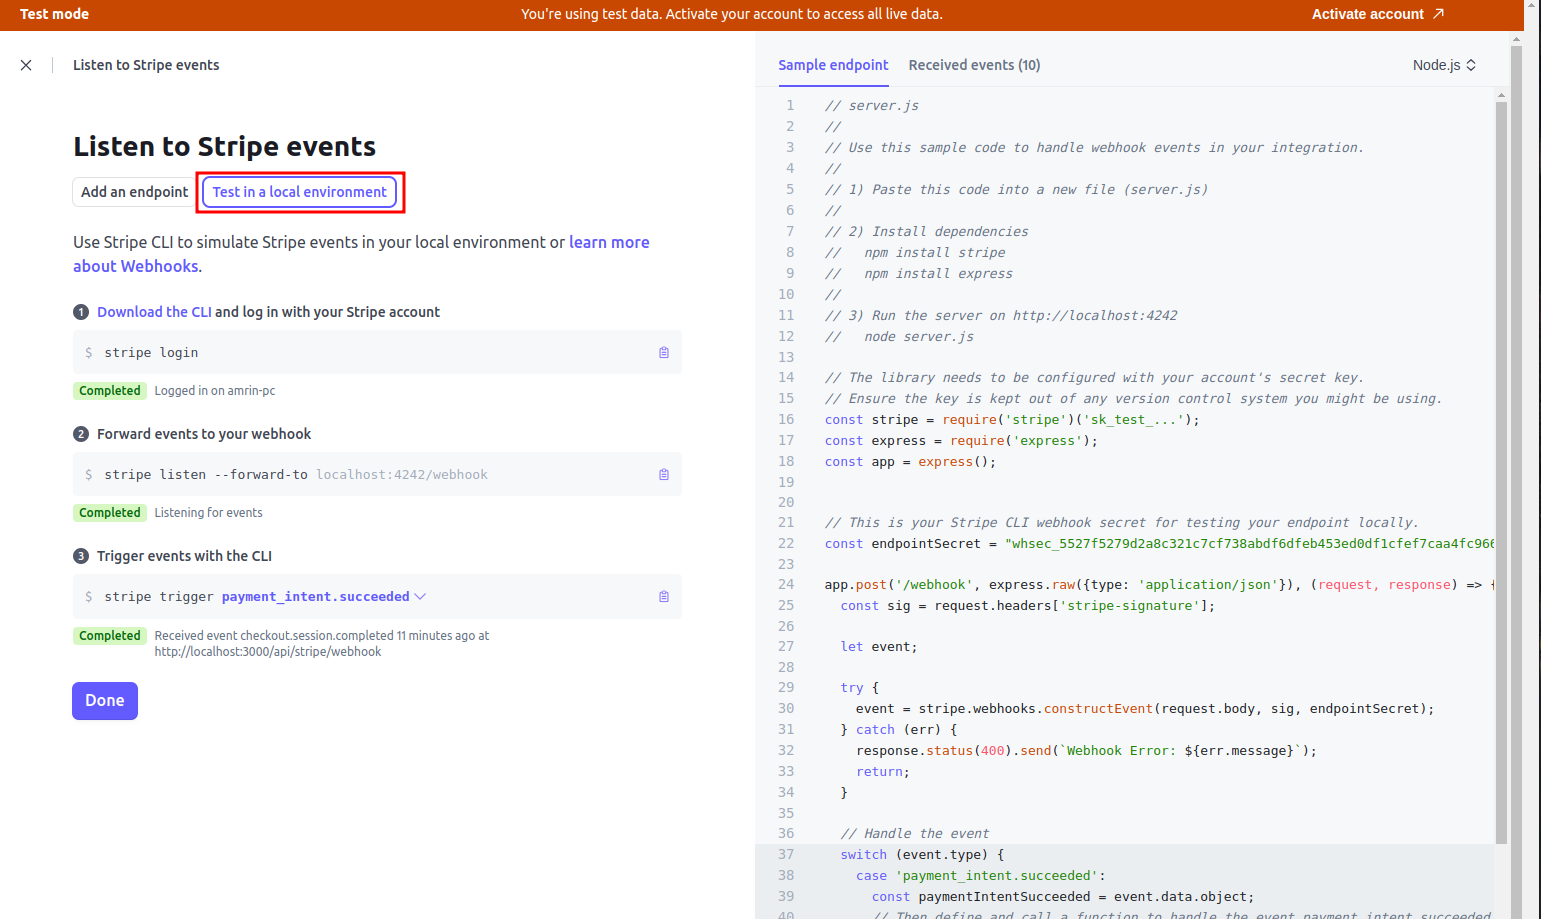 Test mode
You're using test data. Activate your account to access all live data.
Activate account
Listen to Stripe events
Listen to Stripe events
Add an endpoint
Test in a local environment
Use Stripe CLI to simulate Stripe events in your local environment or learn more
about Webhooks.
1 Download the CLI and log in with your Stripe account
$ stripe login
Completed Logged in on amrin-pc
2 Forward events to your webhook
$ stripe listen --forward-to localhost:4242/webhook
Completed Listening for events
3 Trigger events with the CLI
$ stripe trigger payment_intent.succeeded
Completed Received event checkout.session.completed 11 minutes ago at
http://localhost:3000/api/stripe/webhook
Done
Sample endpoint
Received events (10)
Node.js
1 // server.js
2 //
3 // Use this sample code to handle webhook events in your integration.
4 //
5 // 1) Paste this code into a new file (server.js)
6 //
7 // 2) Install dependencies
8 //   npm install stripe
9 //   npm install express
10 //
11 // 3) Run the server on http://localhost:4242
12 //   node server.js
13
14 // The library needs to be configured with your account's secret key.
15 // Ensure the key is kept out of any version control system you might be using.
16 const stripe = require('stripe')('sk_test_...');
17 const express = require('express');
18 const app = express();
19
20
21 // This is your Stripe CLI webhook secret for testing your endpoint locally.
22 const endpointSecret = "whsec_5527f5279d2a8c321c7cf738abdf6dfeb453ed0df1cfef7caa4fc966
23
24 app.post('/webhook', express.raw({type: 'application/json'}), (request, response) => {
25   const sig = request.headers['stripe-signature'];
26
27   let event;
28
29   try {
30     event = stripe.webhooks.constructEvent(request.body, sig, endpointSecret);
31   } catch (err) {
32     response.status(400).send(`Webhook Error: ${err.message}`);
33     return;
34   }
35
36   // Handle the event
37   switch (event.type) {
38     case 'payment_intent.succeeded':
39       const paymentIntentSucceeded = event.data.object;
40       // Then define and call a function to handle the event payment_intent.succeeded